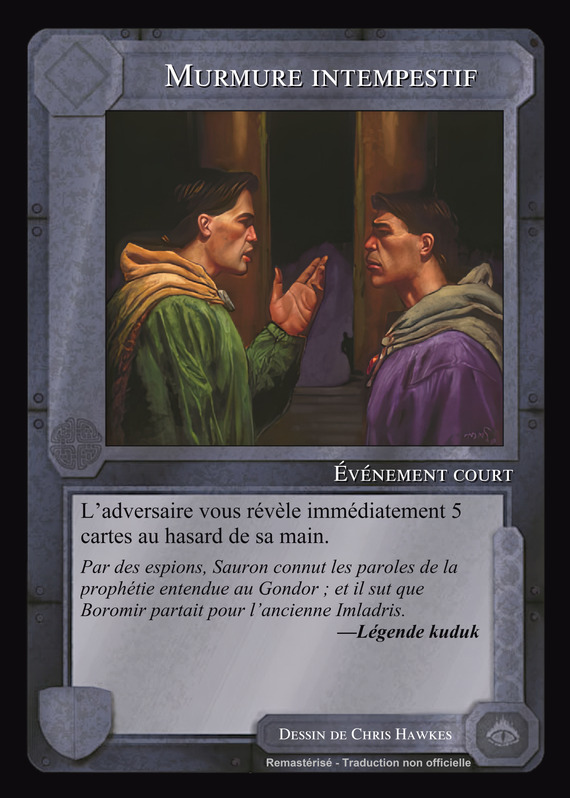 Murmure intempestif
Événement court
L’adversaire vous révèle immédiatement 5
cartes au hasard de sa main.
Par des espions, Sauron connut les paroles de la
prophétie entendue au Gondor ; et il sut que
Boromir partait pour l’ancienne Imladris.
—Légende kuduk
Dessin de Chris Hawkes
Remastérisé - Traduction non officielle